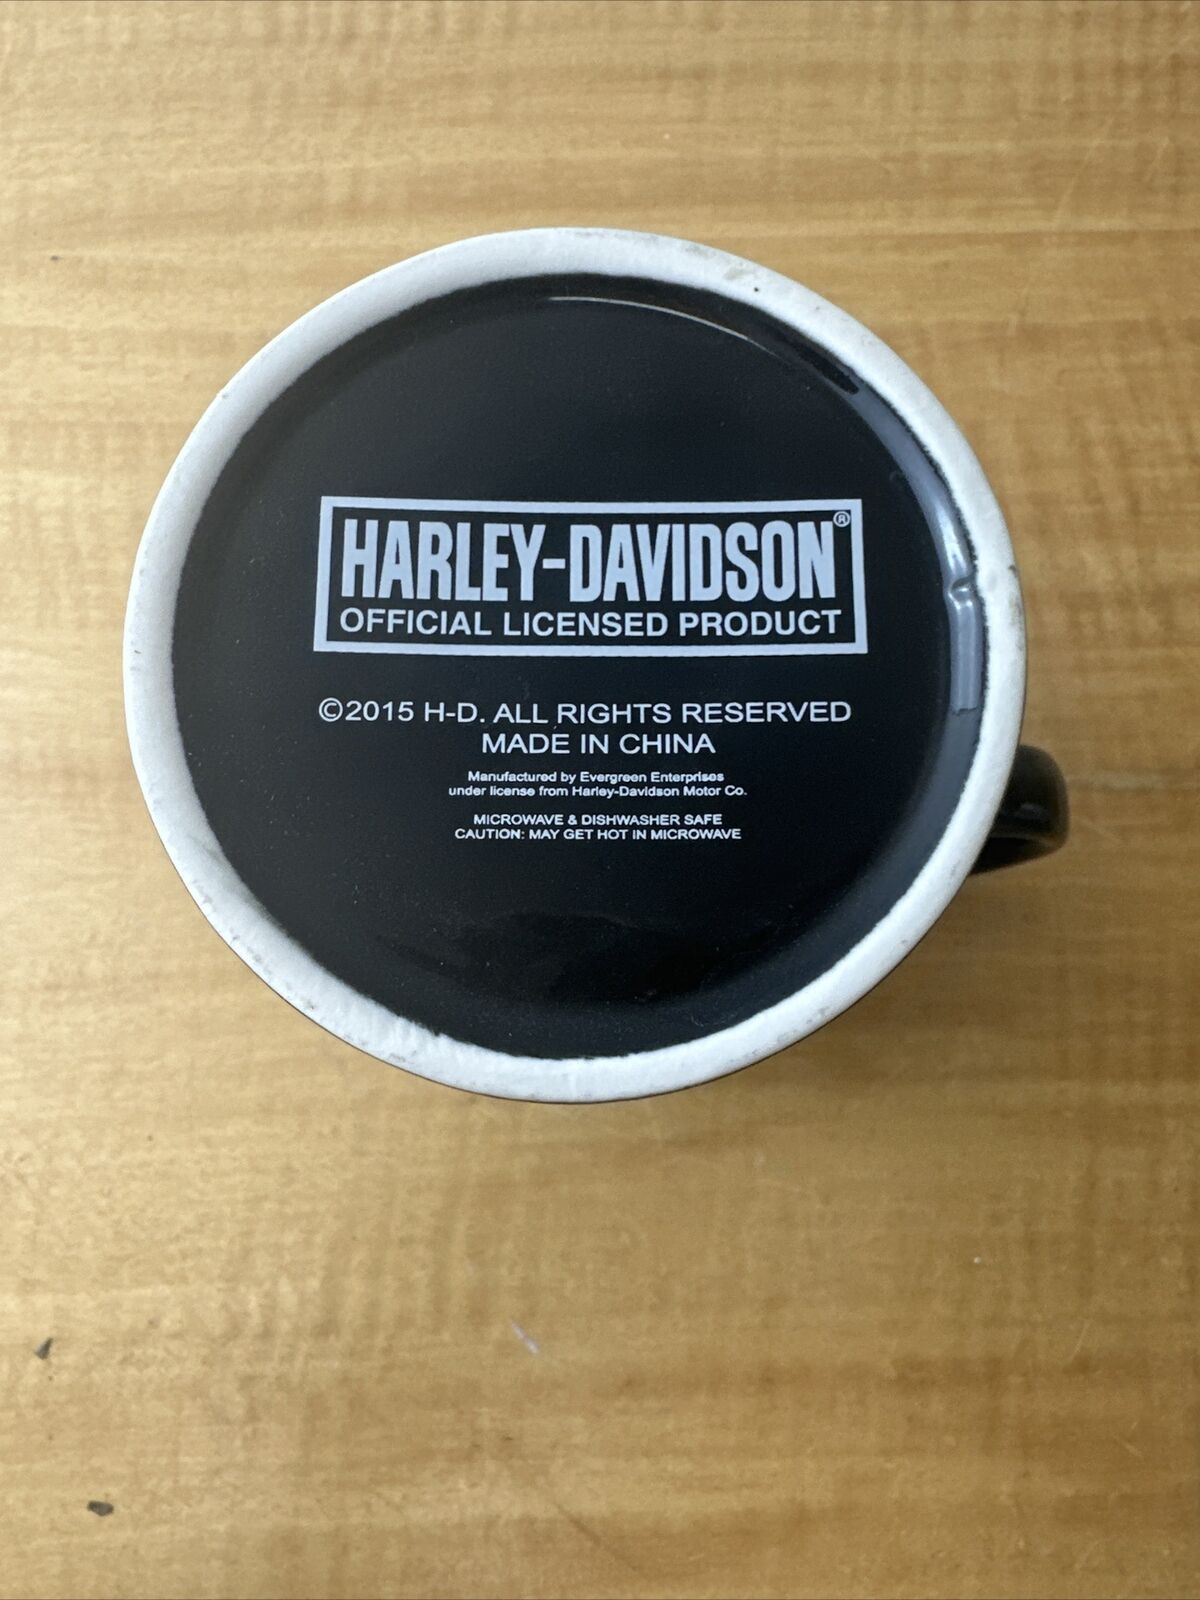 HARLEY-DAVIDSON®
OFFICIAL LICENSED PRODUCT
©2015 H-D. ALL RIGHTS RESERVED
MADE IN CHINA
Manufactured by Evergreen Enterprises
under license from Harley-Davidson Motor Co.
MICROWAVE & DISHWASHER SAFE
CAUTION: MAY GET HOT IN MICROWAVE